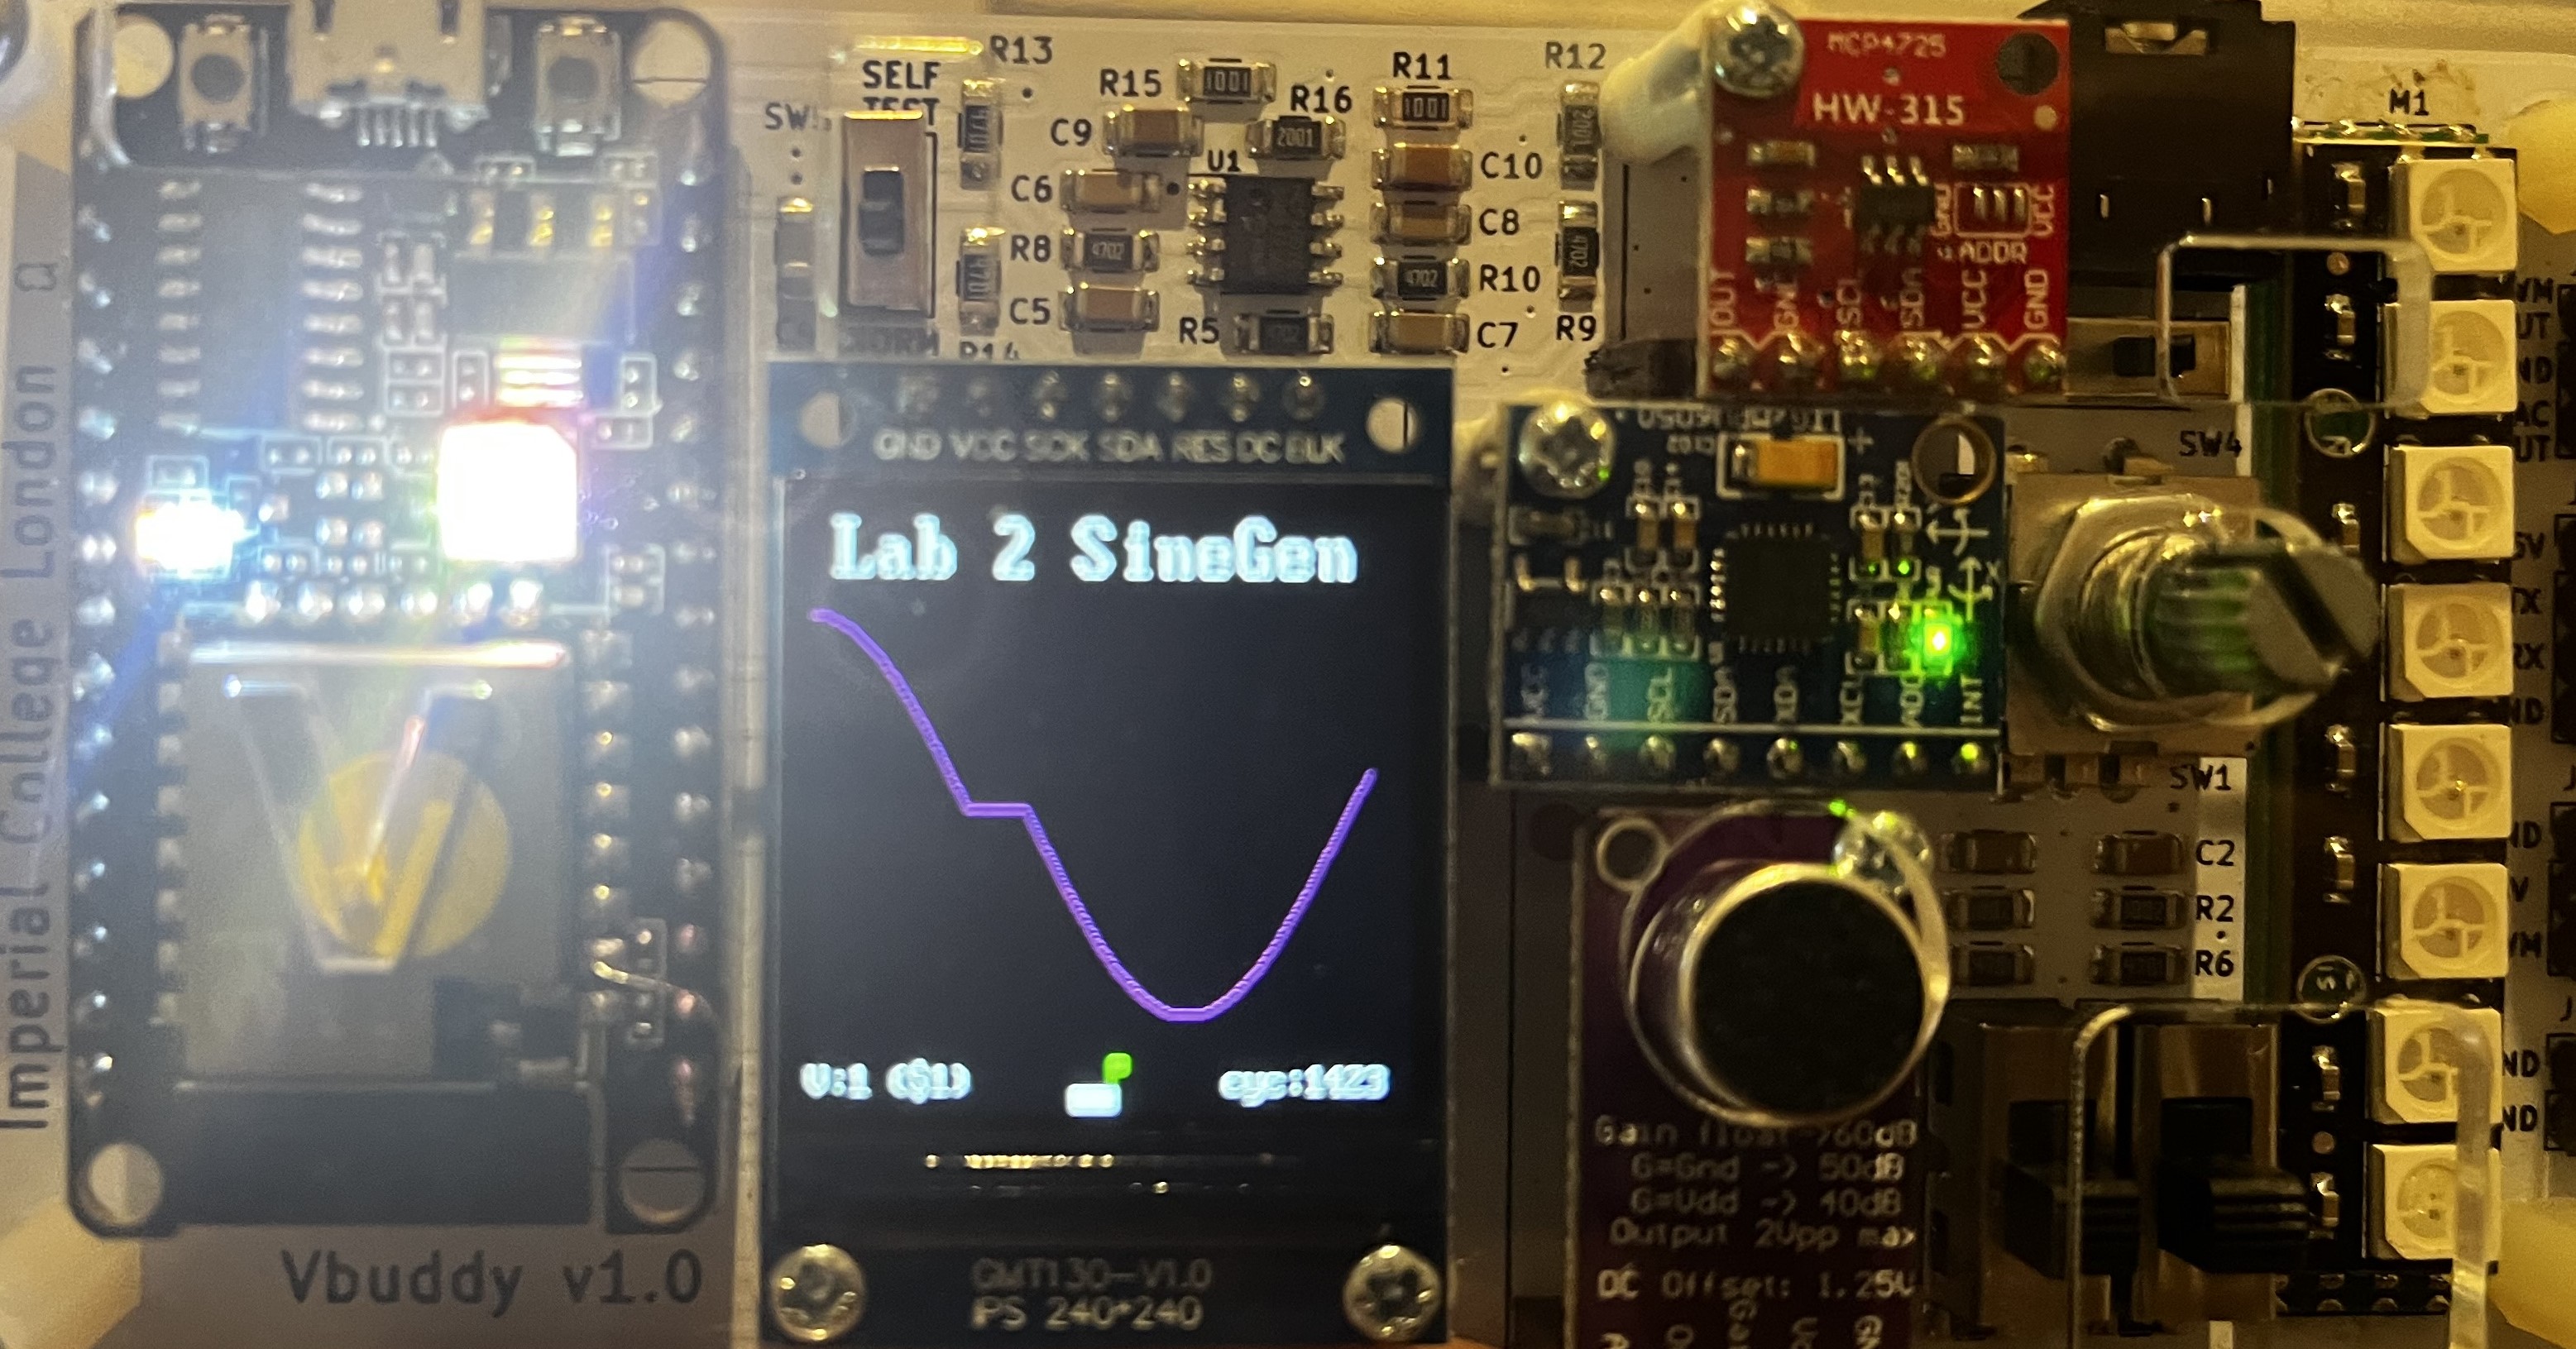 Imperial College London
SELF
TEST
R13
R15
1001
R16
2001
R11
1001
R12
C9
U1
C10
C6
C8
R8
4702
4702
R10
C5
R5
C7
R9
R14
MCP4725
HW-315
ADDR
OUT
GND
SCL
SDA
VCC
GND
VCC
M1
GND VCC SCK SDA RES DC BLK
Lab 2 SineGen
V:1 ($1)
cyc:1423
GMT130-V1.0
IPS 240*240
SW4
VCC GND SCL SDA XDA XCL ADO INT
SW1
C2
R2
R6
Gain float->60dB
G=Gnd -> 50dB
G=Vdd -> 40dB
Output 2Vpp max
DC Offset: 1.25V
Vbuddy v1.0